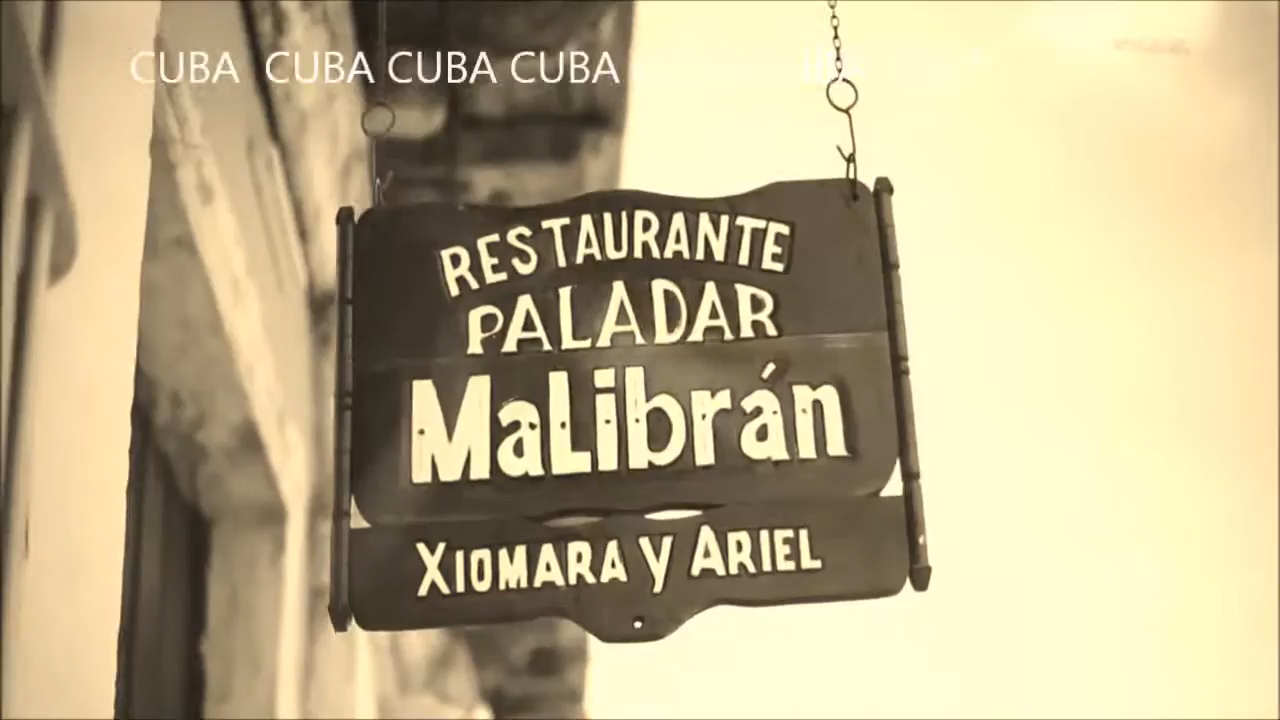 CUBA CUBA CUBA CUBA
RESTAURANTE
PALADAR
MaLibrán
XIOMARA Y ARIEL